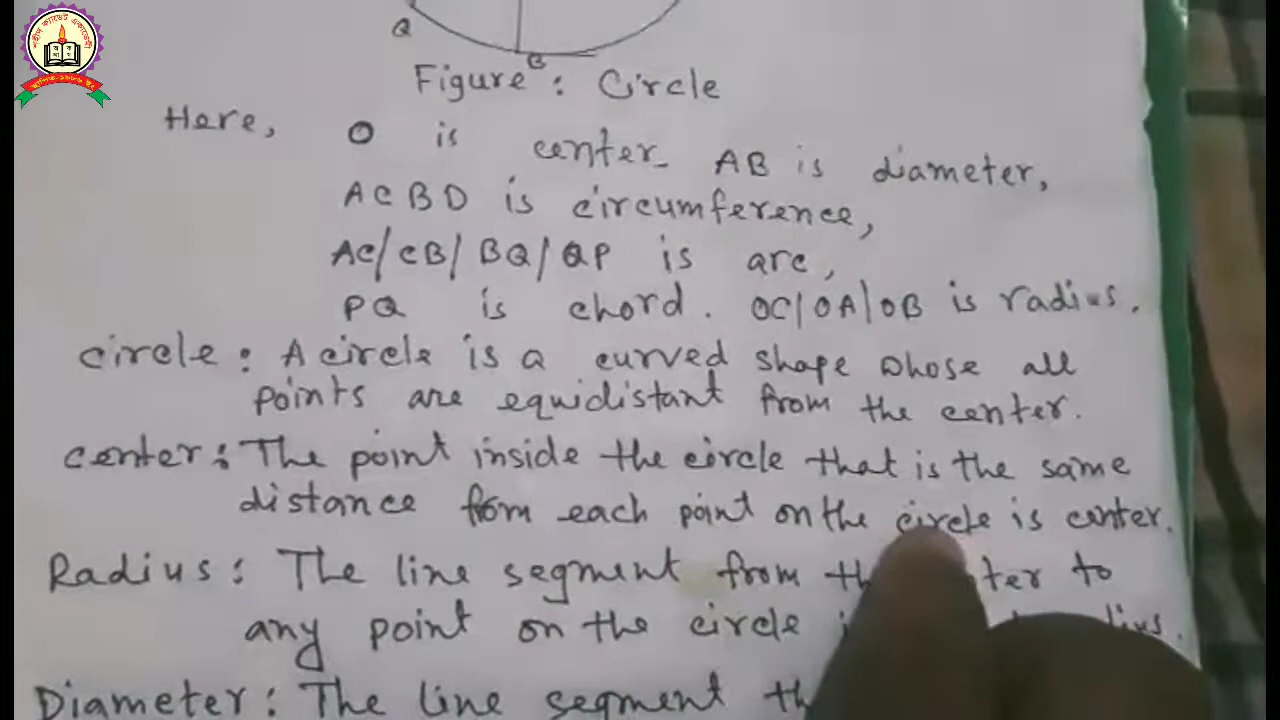 Q
B
Figure : Circle
Here, O is center. AB is diameter,
ACBD is circumference,
AC/CB/BQ/QP is arc,
PQ is chord. OC/OA/OB is radius.
circle: A circle is a curved shape whose all
points are equidistant from the center.
center: The point inside the circle that is the same
distance from each point on the circle is center.
Radius: The line segment from to
any point on the circle
Diameter: The line segment